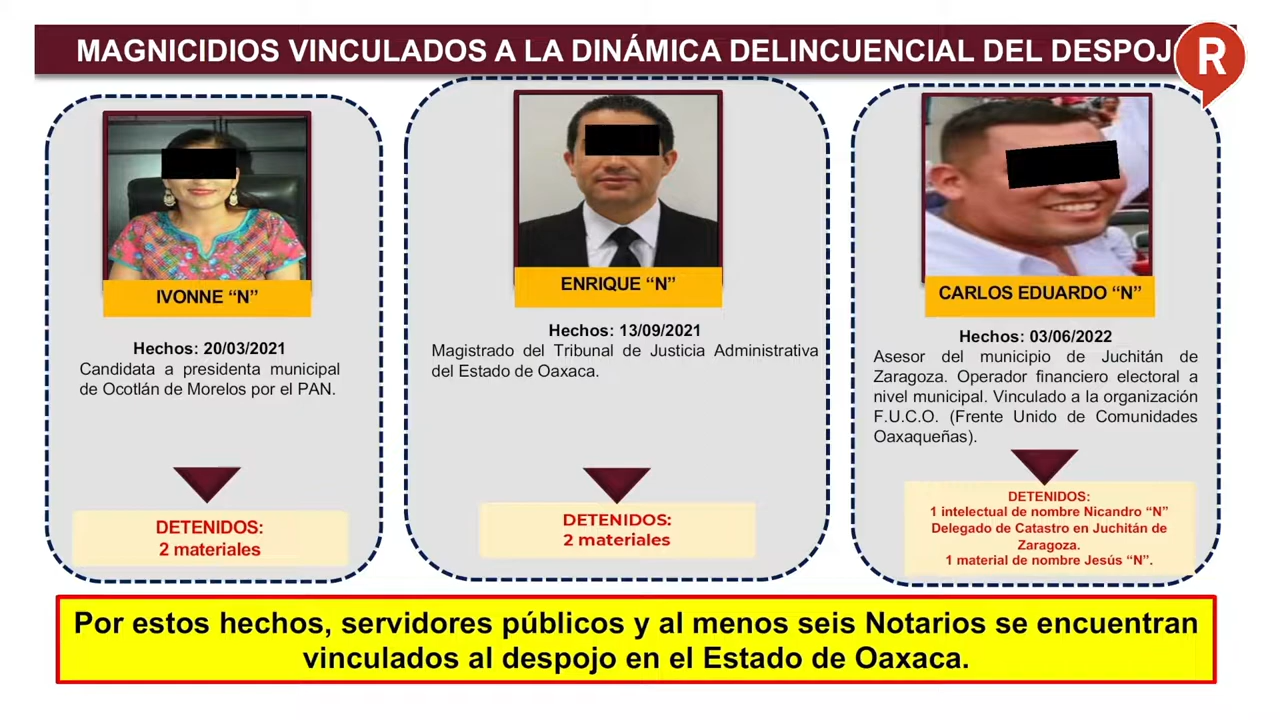 MAGNICIDIOS VINCULADOS A LA DINÁMICA DELINCUENCIAL DEL DESPOJ
R
IVONNE “N”
Hechos: 20/03/2021
Candidata a presidenta municipal
de Ocotlán de Morelos por el PAN.
DETENIDOS:
2 materiales
ENRIQUE “N”
Hechos: 13/09/2021
Magistrado del Tribunal de Justicia Administrativa
del Estado de Oaxaca.
DETENIDOS:
2 materiales
CARLOS EDUARDO “N”
Hechos: 03/06/2022
Asesor del municipio de Juchitán de
Zaragoza. Operador financiero electoral a
nivel municipal. Vinculado a la organización
F.U.C.O. (Frente Unido de Comunidades
Oaxaqueñas).
DETENIDOS:
1 intelectual de nombre Nicandro “N”
Delegado de Catastro en Juchitán de
Zaragoza.
1 material de nombre Jesús “N”.
Por estos hechos, servidores públicos y al menos seis Notarios se encuentran
vinculados al despojo en el Estado de Oaxaca.